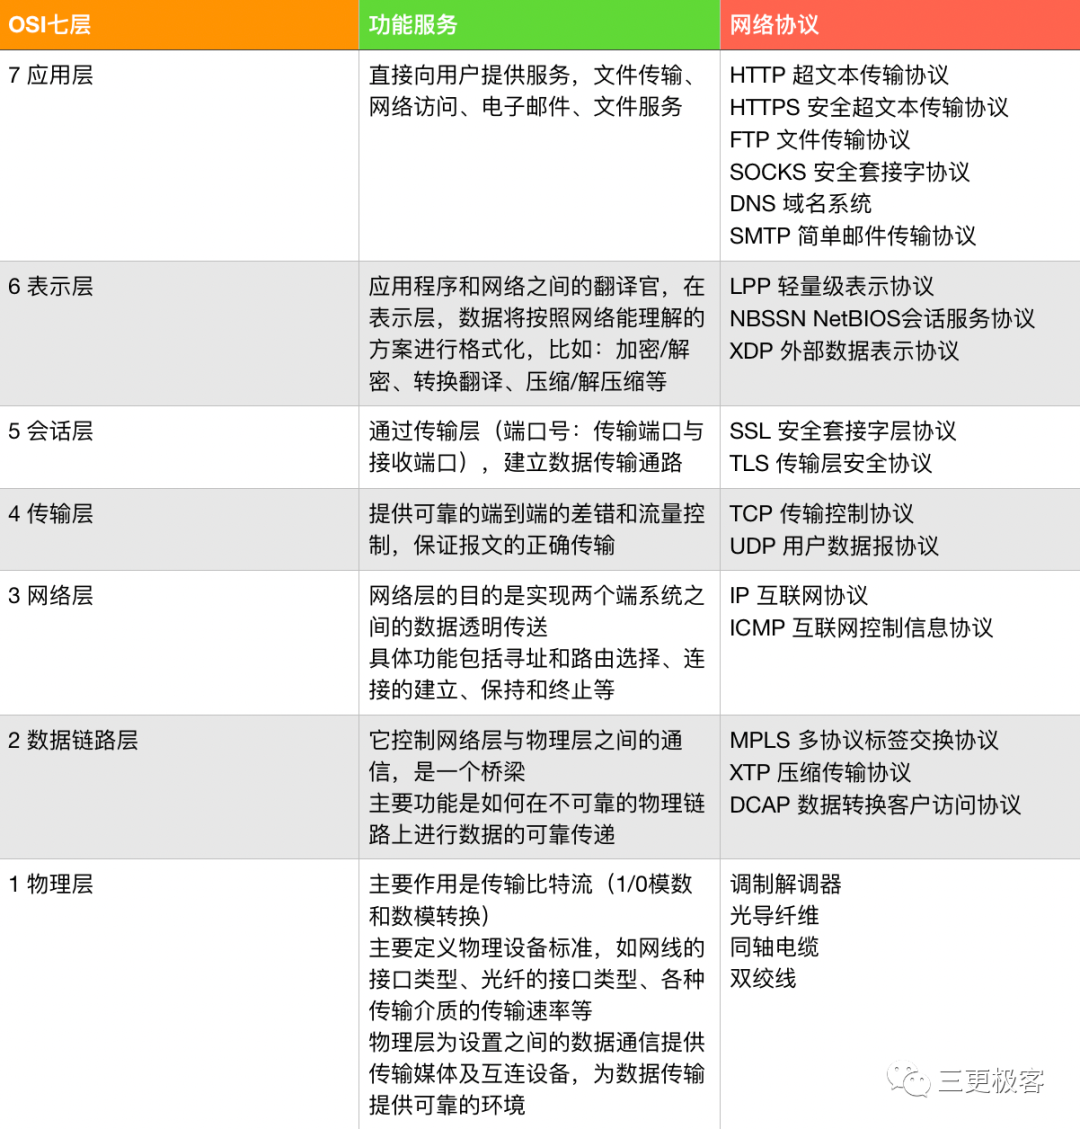 OSI七层
功能服务
网络协议
7 应用层
直接向用户提供服务，文件传输、
网络访问、电子邮件、文件服务
HTTP 超文本传输协议
HTTPS 安全超文本传输协议
FTP 文件传输协议
SOCKS 安全套接字协议
DNS 域名系统
SMTP 简单邮件传输协议
6 表示层
应用程序和网络之间的翻译官，在
表示层，数据将按照网络能理解的
方案进行格式化，比如：加密/解
密、转换翻译、压缩/解压缩等
LPP 轻量级表示协议
NBSSN NetBIOS会话服务协议
XDP 外部数据表示协议
5 会话层
通过传输层（端口号：传输端口与
接收端口），建立数据传输通路
SSL 安全套接字层协议
TLS 传输层安全协议
4 传输层
提供可靠的端到端的差错和流量控
制，保证报文的正确传输
TCP 传输控制协议
UDP 用户数据报协议
3 网络层
网络层的目的是实现两个端系统之
间的数据透明传送
具体功能包括寻址和路由选择、连
接的建立、保持和终止等
IP 互联网协议
ICMP 互联网控制信息协议
2 数据链路层
它控制网络层与物理层之间的通
信，是一个桥梁
主要功能是如何在不可靠的物理链
路上进行数据的可靠传递
MPLS 多协议标签交换协议
XTP 压缩传输协议
DCAP 数据转换客户访问协议
1 物理层
主要作用是传输比特流（1/0模数
和数模转换）
主要定义物理设备标准，如网线的
接口类型、光纤的接口类型、各种
传输介质的传输速率等
物理层为设置之间的数据通信提供
传输媒体及互连设备，为数据传输
提供可靠的环境
调制解调器
光导纤维
同轴电缆
双绞线
三更极客